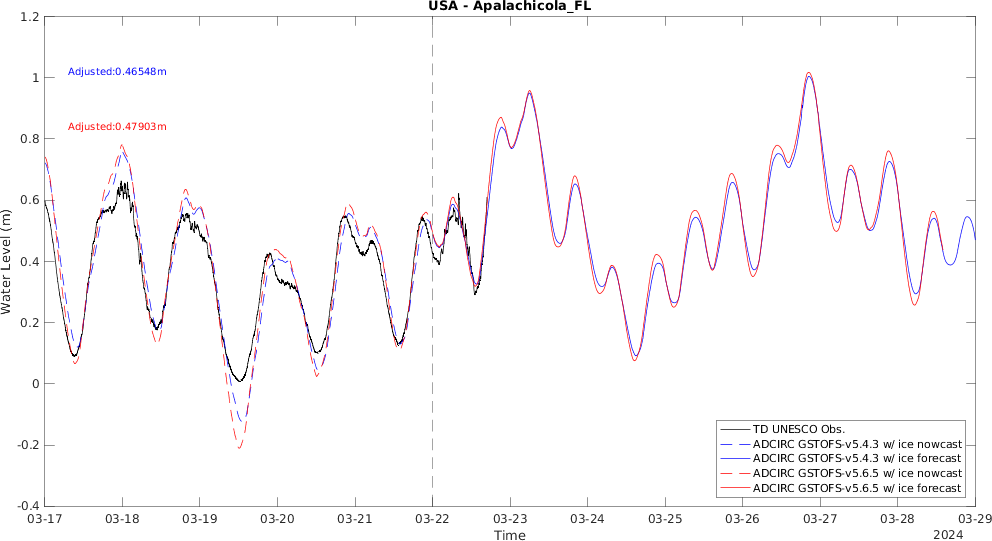 USA - Apalachicola_FL
1.2
1
0.8
0.6
0.4
0.2
0
-0.2
-0.4
Water Level (m)
Adjusted:0.46548m
Adjusted:0.47903m
TD UNESCO Obs.
ADCIRC GSTOFS-v5.4.3 w/ ice nowcast
ADCIRC GSTOFS-v5.4.3 w/ ice forecast
ADCIRC GSTOFS-v5.6.5 w/ ice nowcast
ADCIRC GSTOFS-v5.6.5 w/ ice forecast
03-17 03-18 03-19 03-20 03-21 03-22 03-23 03-24 03-25 03-26 03-27 03-28 03-29
Time
2024